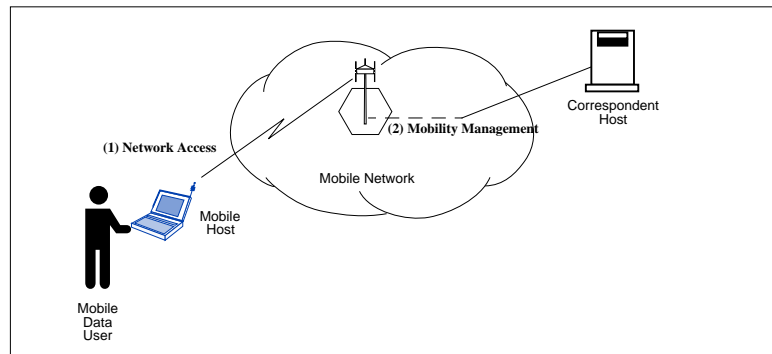 Correspondent
Host
(2) Mobility Management
(1) Network Access
Mobile Network
Mobile
Host
Mobile
Data
User